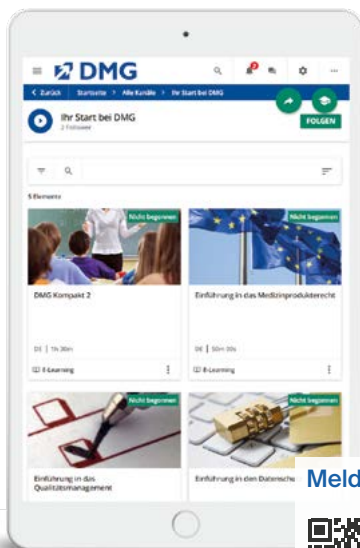 DMG
2
Zurück Startseite > Alle Kanäle > Ihr Start bei DMG
Ihr Start bei DMG
2 Follower
FOLGEN
5 Elemente
Nicht begonnen
Nicht begonnen
DMG Kompakt 2
Einführung in das Medizinprodukterecht
DE | 1h 30m
DE | 50m 00s
E-Learning
E-Learning
Nicht begonnen
Nicht begonnen
Einführung in das
Qualitätsmanagement
Einführung in den Datenschu
Meld